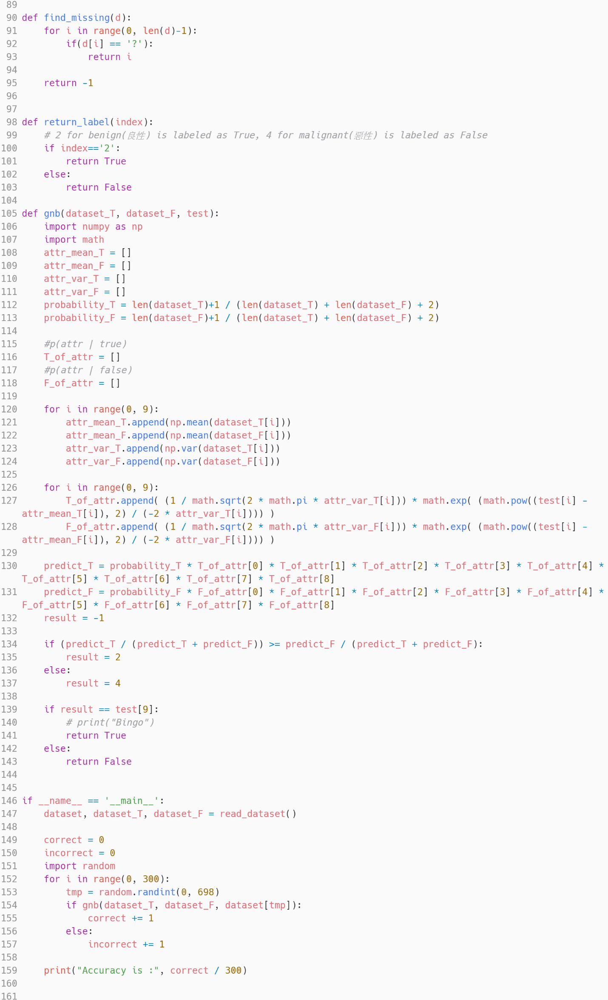 89
90 def find_missing(d):
91     for i in range(0, len(d)-1):
92         if(d[i] == '?'):
93             return i
94
95     return -1
96
97
98 def return_label(index):
99     # 2 for benign(良性) is labeled as True, 4 for malignant(惡性) is labeled as False
100     if index=='2':
101         return True
102     else:
103         return False
104
105 def gnb(dataset_T, dataset_F, test):
106     import numpy as np
107     import math
108     attr_mean_T = []
109     attr_mean_F = []
110     attr_var_T = []
111     attr_var_F = []
112     probability_T = len(dataset_T)+1 / (len(dataset_T) + len(dataset_F) + 2)
113     probability_F = len(dataset_F)+1 / (len(dataset_T) + len(dataset_F) + 2)
114
115     #p(attr | true)
116     T_of_attr = []
117     #p(attr | false)
118     F_of_attr = []
119
120     for i in range(0, 9):
121         attr_mean_T.append(np.mean(dataset_T[i]))
122         attr_mean_F.append(np.mean(dataset_F[i]))
123         attr_var_T.append(np.var(dataset_T[i]))
124         attr_var_F.append(np.var(dataset_F[i]))
125
126     for i in range(0, 9):
127         T_of_attr.append( (1 / math.sqrt(2 * math.pi * attr_var_T[i])) * math.exp( (math.pow((test[i] -
attr_mean_T[i]), 2) / (-2 * attr_var_T[i]))) )
128         F_of_attr.append( (1 / math.sqrt(2 * math.pi * attr_var_F[i])) * math.exp( (math.pow((test[i] -
attr_mean_F[i]), 2) / (-2 * attr_var_F[i]))) )
129
130     predict_T = probability_T * T_of_attr[0] * T_of_attr[1] * T_of_attr[2] * T_of_attr[3] * T_of_attr[4] *
T_of_attr[5] * T_of_attr[6] * T_of_attr[7] * T_of_attr[8]
131     predict_F = probability_F * F_of_attr[0] * F_of_attr[1] * F_of_attr[2] * F_of_attr[3] * F_of_attr[4] *
F_of_attr[5] * F_of_attr[6] * F_of_attr[7] * F_of_attr[8]
132     result = -1
133
134     if (predict_T / (predict_T + predict_F)) >= predict_F / (predict_T + predict_F):
135         result = 2
136     else:
137         result = 4
138
139     if result == test[9]:
140         # print("Bingo")
141         return True
142     else:
143         return False
144
145
146 if __name__ == '__main__':
147     dataset, dataset_T, dataset_F = read_dataset()
148
149     correct = 0
150     incorrect = 0
151     import random
152     for i in range(0, 300):
153         tmp = random.randint(0, 698)
154         if gnb(dataset_T, dataset_F, dataset[tmp]):
155             correct += 1
156         else:
157             incorrect += 1
158
159     print("Accuracy is :", correct / 300)
160
161